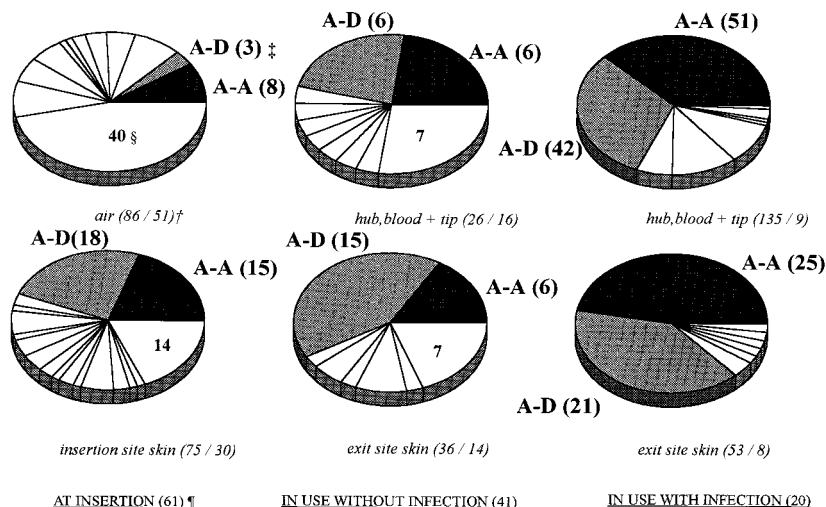 A-D (3) ‡
A-A (8)
40 §
air (86 / 51)†
A-D (6)
A-A (6)
7
hub,blood + tip (26 / 16)
A-A (51)
A-D (42)
hub,blood + tip (135 / 9)
A-D(18)
A-A (15)
14
insertion site skin (75 / 30)
A-D (15)
A-A (6)
7
exit site skin (36 / 14)
A-A (25)
A-D (21)
exit site skin (53 / 8)
AT INSERTION (61) ¶
IN USE WITHOUT INFECTION (41)
IN USE WITH INFECTION (20)